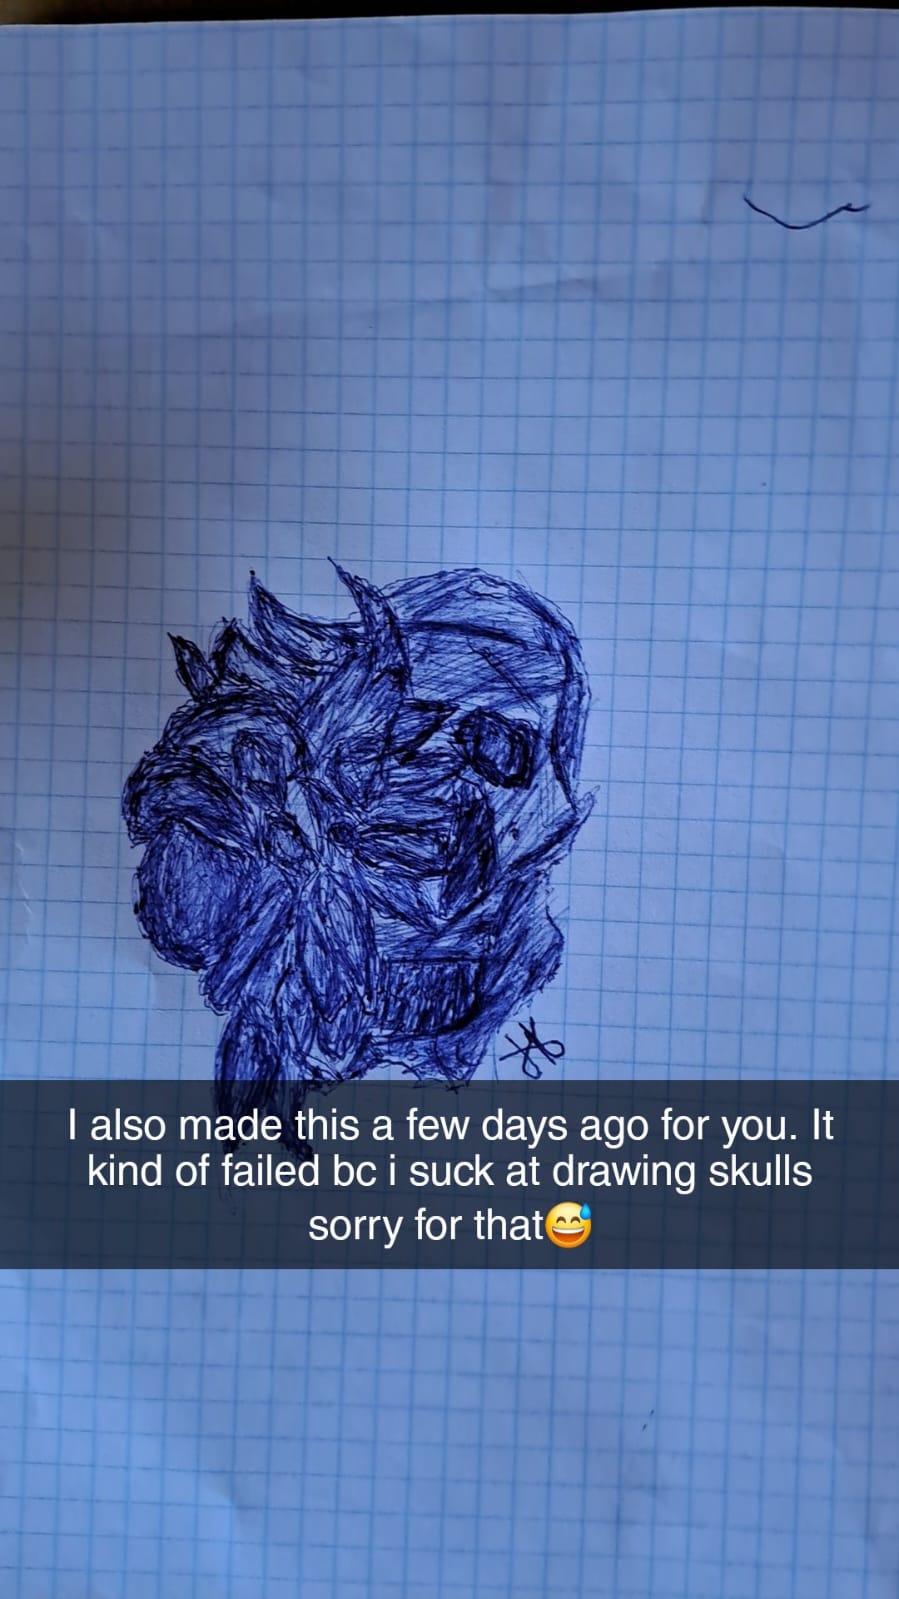 I also made this a few days ago for you. It
kind of failed bc i suck at drawing skulls
sorry for that😅